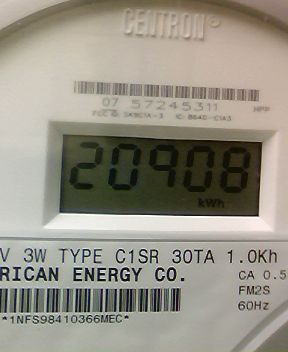 CENTRON®
07 57245311 HPP
20908
kWh
V 3W TYPE C1SR 30TA 1.0Kh
RICAN ENERGY CO. CA 0.5
FM2S
60Hz
*1NFS98410366MEC*